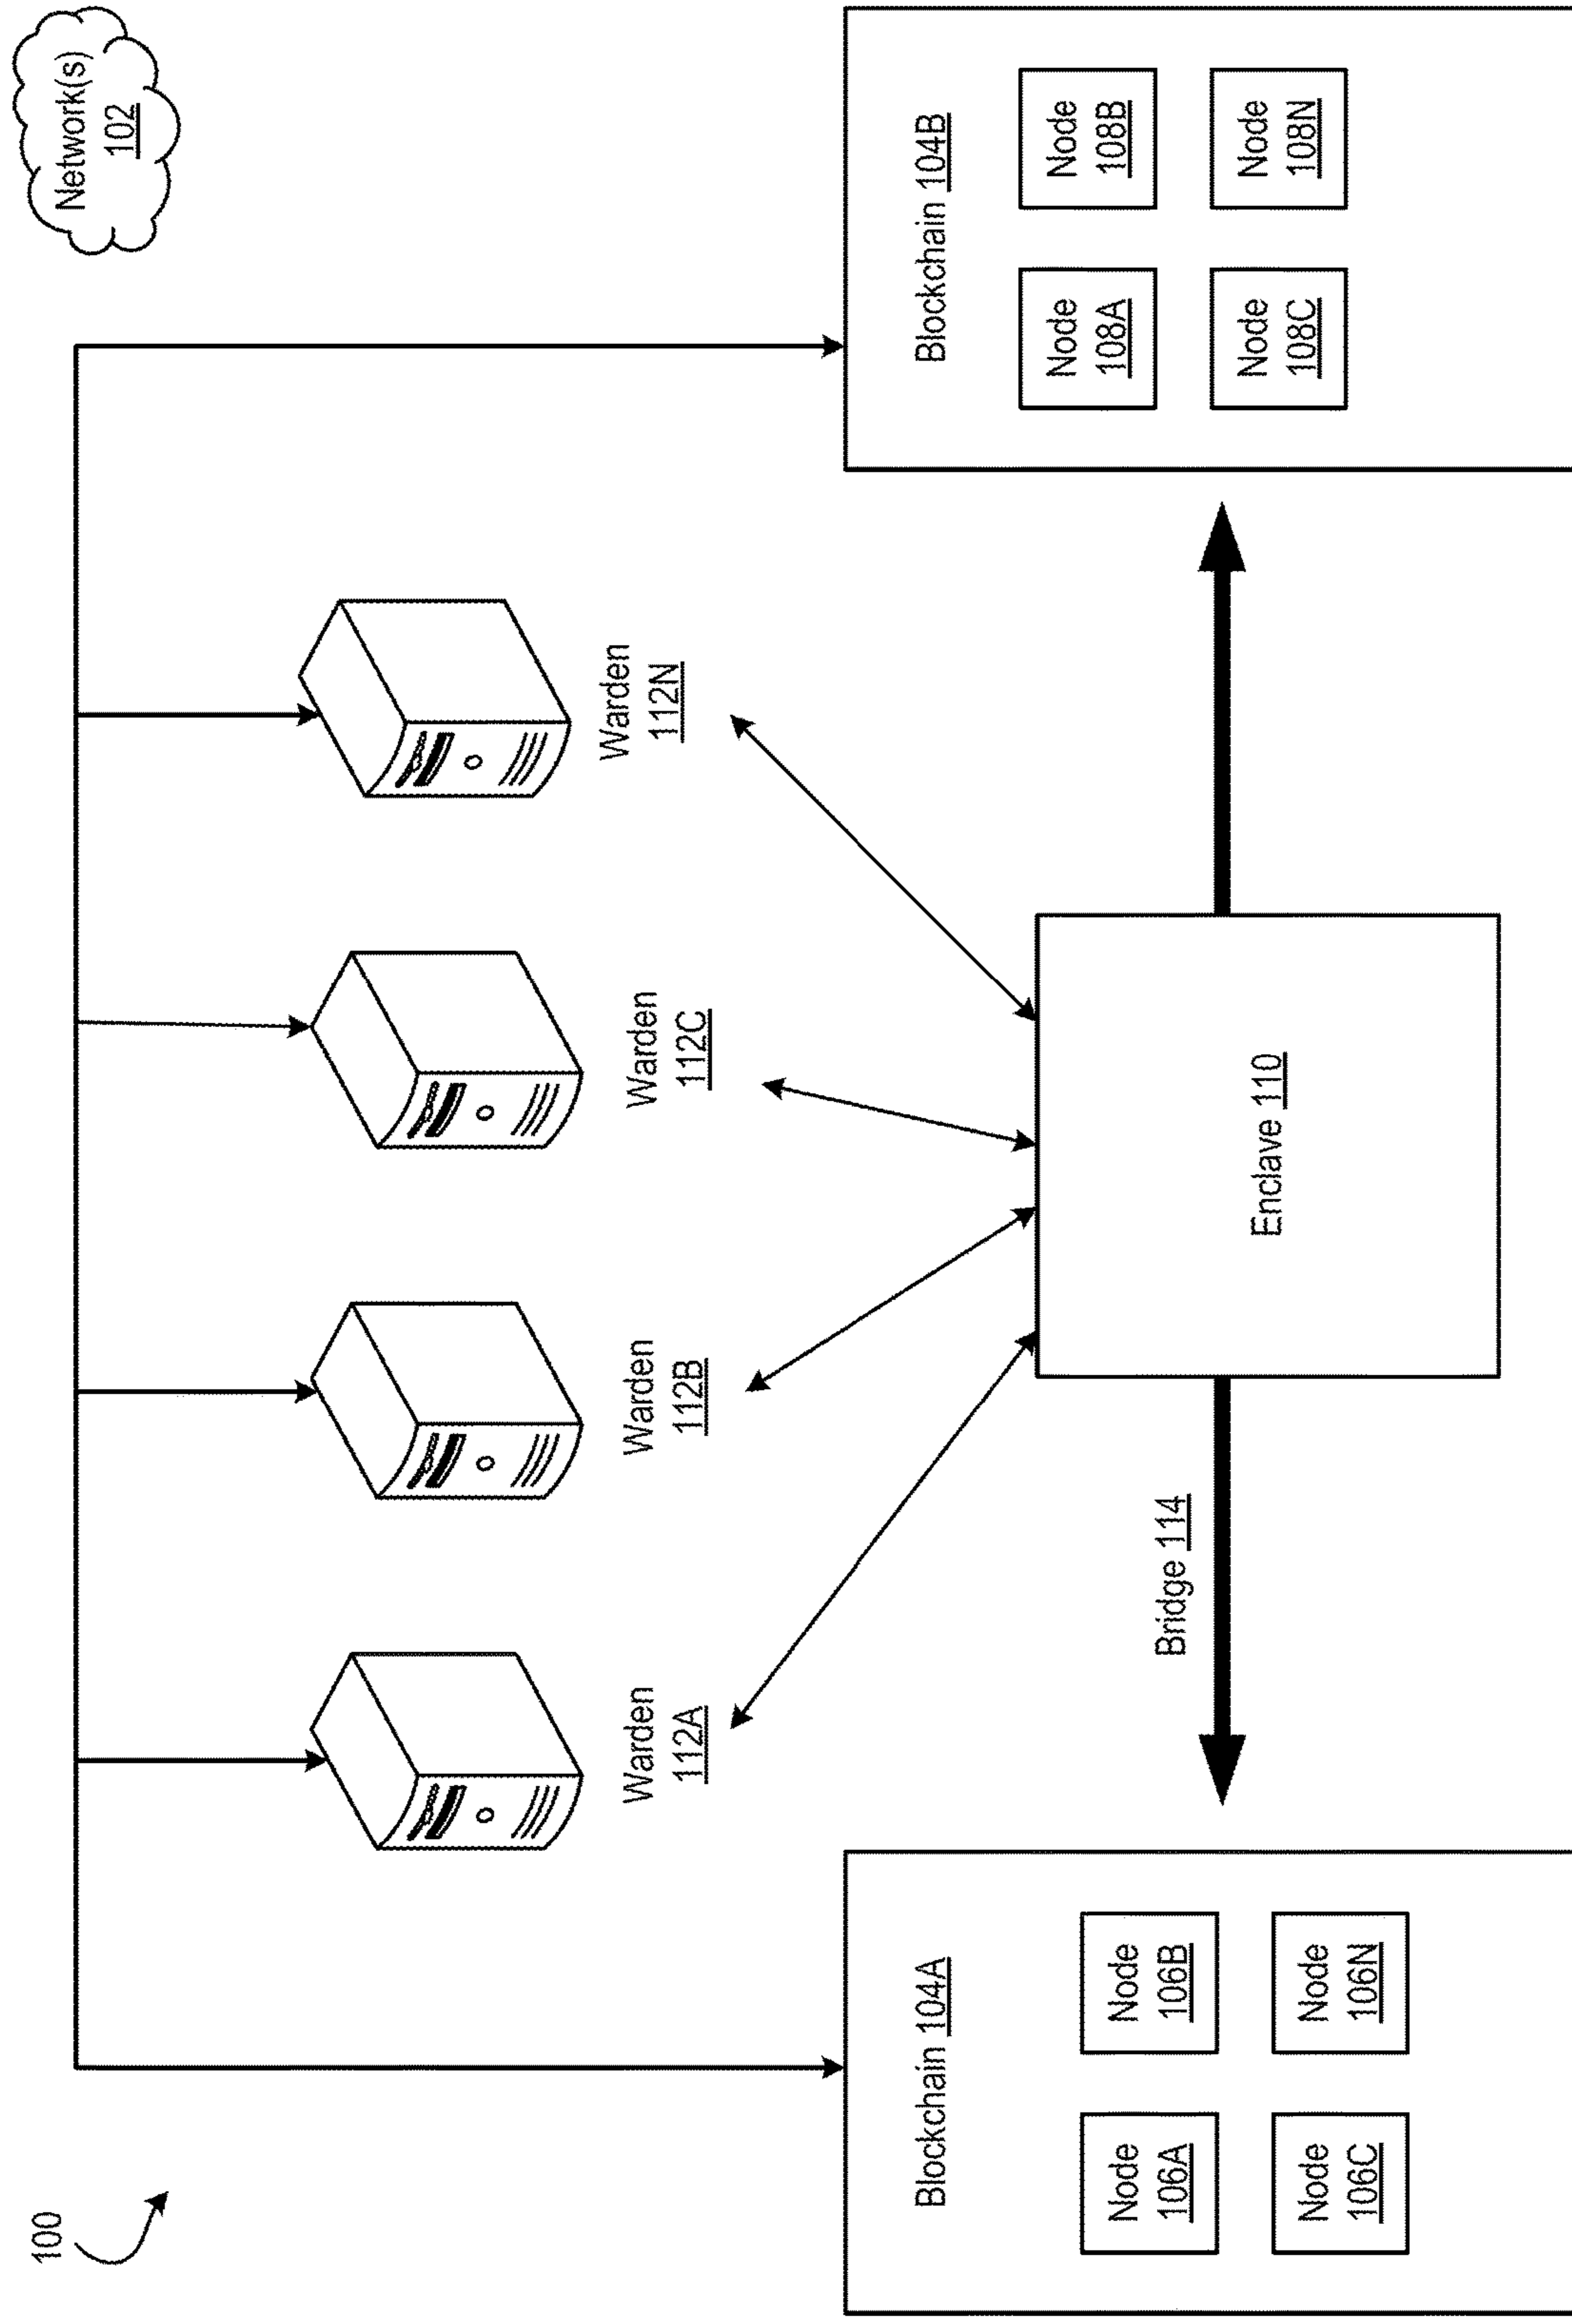 100
Network(s)
102
Warden
112A
Warden
112B
Warden
112C
Warden
112N
Blockchain 104A
Node
106A
Node
106B
Node
106C
Node
106N
Bridge 114
Enclave 110
Blockchain 104B
Node
108A
Node
108B
Node
108C
Node
108N